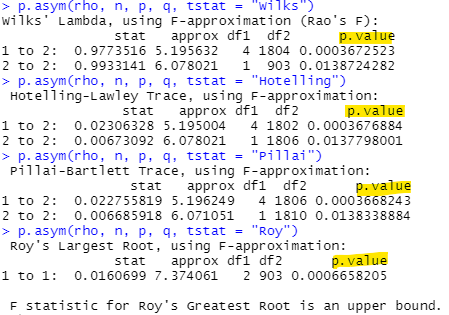 > p.asym(rho, n, p, q, tstat = "Wilks")
Wilks' Lambda, using F-approximation (Rao's F):
stat approx df1 df2 p.value
1 to 2: 0.9773516 5.195632 4 1804 0.0003672523
2 to 2: 0.9933141 6.078021 1 903 0.0138724282
> p.asym(rho, n, p, q, tstat = "Hotelling")
Hotelling-Lawley Trace, using F-approximation:
stat approx df1 df2 p.value
1 to 2: 0.02306328 5.195004 4 1802 0.0003676884
2 to 2: 0.00673092 6.078021 1 1806 0.0137798001
> p.asym(rho, n, p, q, tstat = "Pillai")
Pillai-Bartlett Trace, using F-approximation:
stat approx df1 df2 p.value
1 to 2: 0.022755819 5.196249 4 1806 0.0003668243
2 to 2: 0.006685918 6.071051 1 1810 0.0138338884
> p.asym(rho, n, p, q, tstat = "Roy")
Roy's Largest Root, using F-approximation:
stat approx df1 df2 p.value
1 to 1: 0.0160699 7.374061 2 903 0.0006658205
F statistic for Roy's Greatest Root is an upper bound.